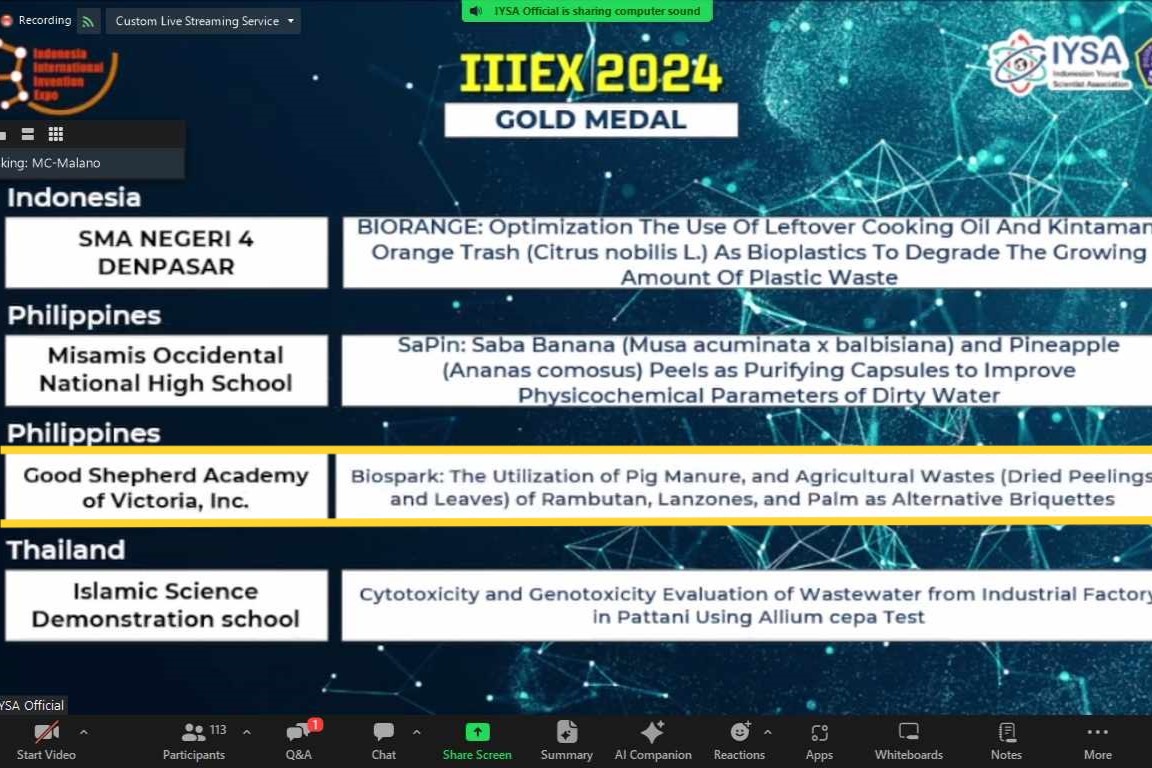 Recording
Custom Live Streaming Service
IYSA Official is sharing computer sound
Indonesia
International
Invention
Expo
IIIEX 2024
GOLD MEDAL
IYSA
Indonesian Young
Scientist Association
king: MC-Malano
Indonesia
SMA NEGERI 4
DENPASAR
BIORANGE: Optimization The Use Of Leftover Cooking Oil And Kintaman
Orange Trash (Citrus nobilis L.) As Bioplastics To Degrade The Growing
Amount Of Plastic Waste
Philippines
Misamis Occidental
National High School
SaPin: Saba Banana (Musa acuminata x balbisiana) and Pineapple
(Ananas comosus) Peels as Purifying Capsules to Improve
Physicochemical Parameters of Dirty Water
Philippines
Good Shepherd Academy
of Victoria, Inc.
Biospark: The Utilization of Pig Manure, and Agricultural Wastes (Dried Peelings
and Leaves) of Rambutan, Lanzones, and Palm as Alternative Briquettes
Thailand
Islamic Science
Demonstration school
Cytotoxicity and Genotoxicity Evaluation of Wastewater from Industrial Factory
in Pattani Using Allium cepa Test
YSA Official
Start Video
Participants 113
Q&A 1
Chat
Share Screen
Summary
AI Companion
Reactions
Apps
Whiteboards
Notes
More